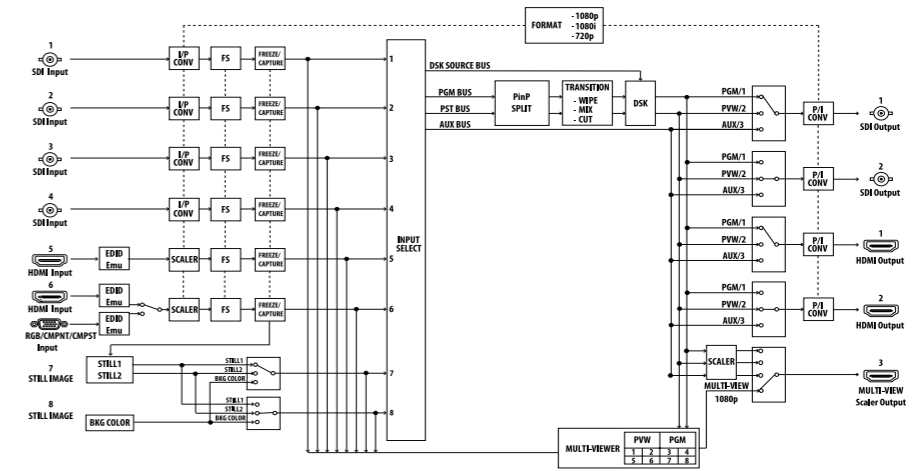 FORMAT
- 1080p
- 1080i
- 720p
1
SDI Input
I/P
CONV
FS
FREEZE/
CAPTURE
1
2
SDI Input
I/P
CONV
FS
FREEZE/
CAPTURE
2
3
SDI Input
I/P
CONV
FS
FREEZE/
CAPTURE
3
4
SDI Input
I/P
CONV
FS
FREEZE/
CAPTURE
4
5
HDMI Input
EDID
Emu
SCALER
FS
FREEZE/
CAPTURE
5
6
HDMI Input
EDID
Emu
RGB/CMPNT/CMPST
Input
EDID
Emu
SCALER
FS
FREEZE/
CAPTURE
6
7
STILL IMAGE
STILL1
STILL2
STILL1
STILL2
BKG COLOR
7
8
STILL IMAGE
BKG COLOR
STILL1
STILL2
BKG COLOR
8
INPUT
SELECT
DSK SOURCE BUS
PGM BUS
PST BUS
AUX BUS
PinP
SPLIT
TRANSITION
- WIPE
- MIX
- CUT
DSK
PGM/1
PVW/2
AUX/3
P/I
CONV
1
SDI Output
PGM/1
PVW/2
AUX/3
P/I
CONV
2
SDI Output
PGM/1
PVW/2
AUX/3
P/I
CONV
1
HDMI Output
PGM/1
PVW/2
AUX/3
P/I
CONV
2
HDMI Output
SCALER
MULTI-VIEW
1080p
3
MULTI-VIEW
Scaler Output
MULTI-VIEWER
PVW PGM
1 2 3 4
5 6 7 8